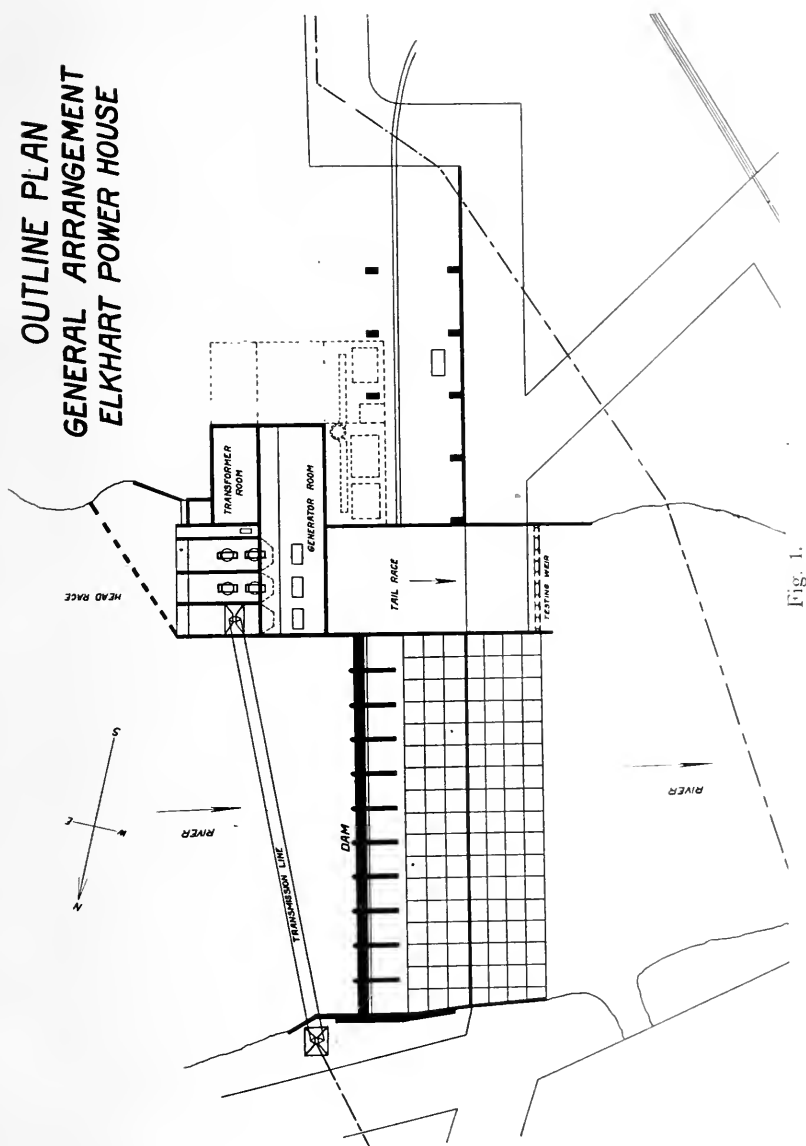 OUTLINE PLAN
GENERAL ARRANGEMENT
ELKHART POWER HOUSE
HEAD RACE
TRANSFORMER
ROOM
GENERATOR ROOM
S
E
W
N
RIVER
TRANSMISSION LINE
DAM
TAIL RACE
TESTING WEIR
RIVER
Fig. 1.